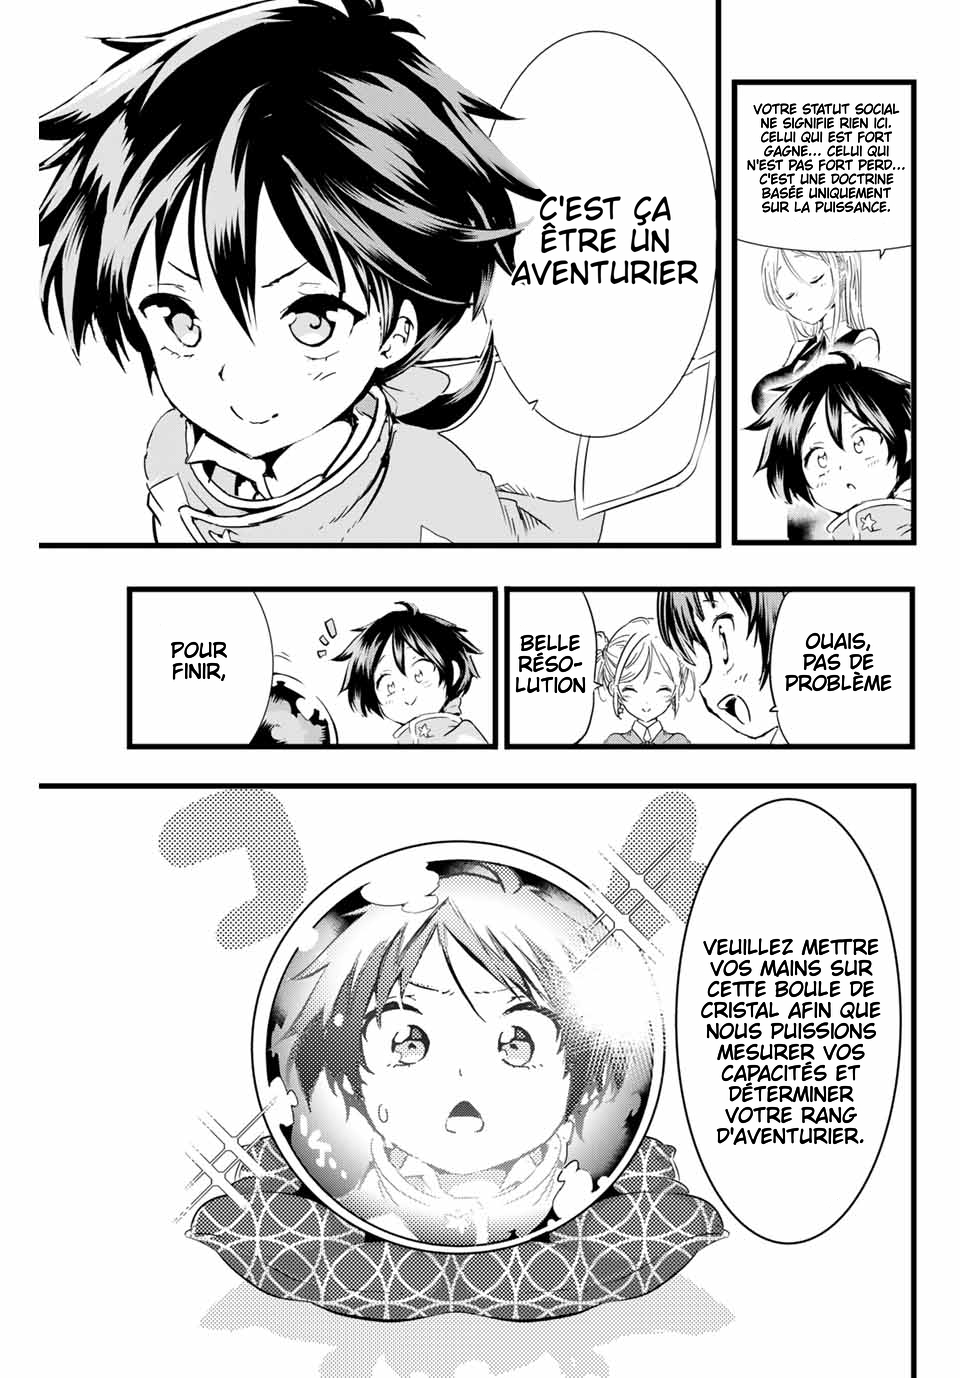 VOTRE STATUT SOCIAL
NE SIGNIFIE RIEN ICI.
CELUI QUI EST FORT
GAGNE... CELUI QUI
N'EST PAS FORT PERD...
C'EST UNE DOCTRINE
BASÉE UNIQUEMENT
SUR LA PUISSANCE.
C'EST ÇA
ÊTRE UN
AVENTURIER
OUAIS,
PAS DE
PROBLÈME
BELLE
RÉSO-
LUTION
POUR
FINIR,
VEUILLEZ METTRE
VOS MAINS SUR
CETTE BOULE DE
CRISTAL AFIN QUE
NOUS PUISSIONS
MESURER VOS
CAPACITÉS ET
DÉTERMINER
VOTRE RANG
D'AVENTURIER.